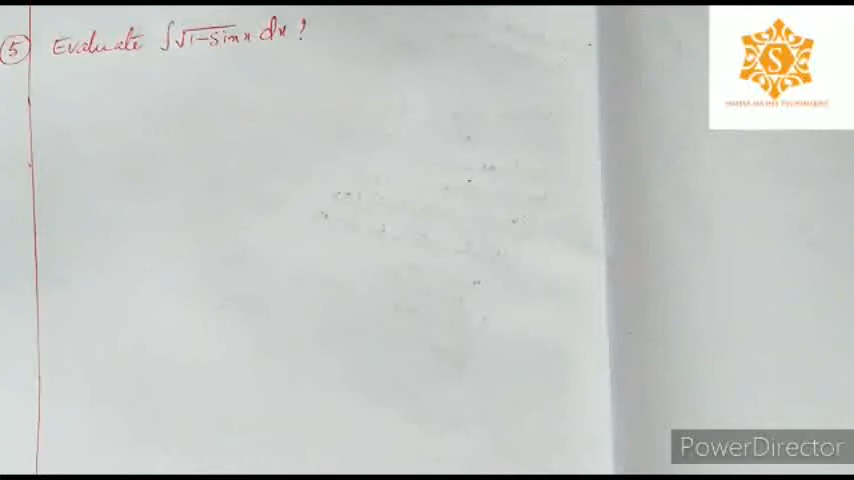 ⑤ Evaluate ∫√1-sinx dx ?
PowerDirector